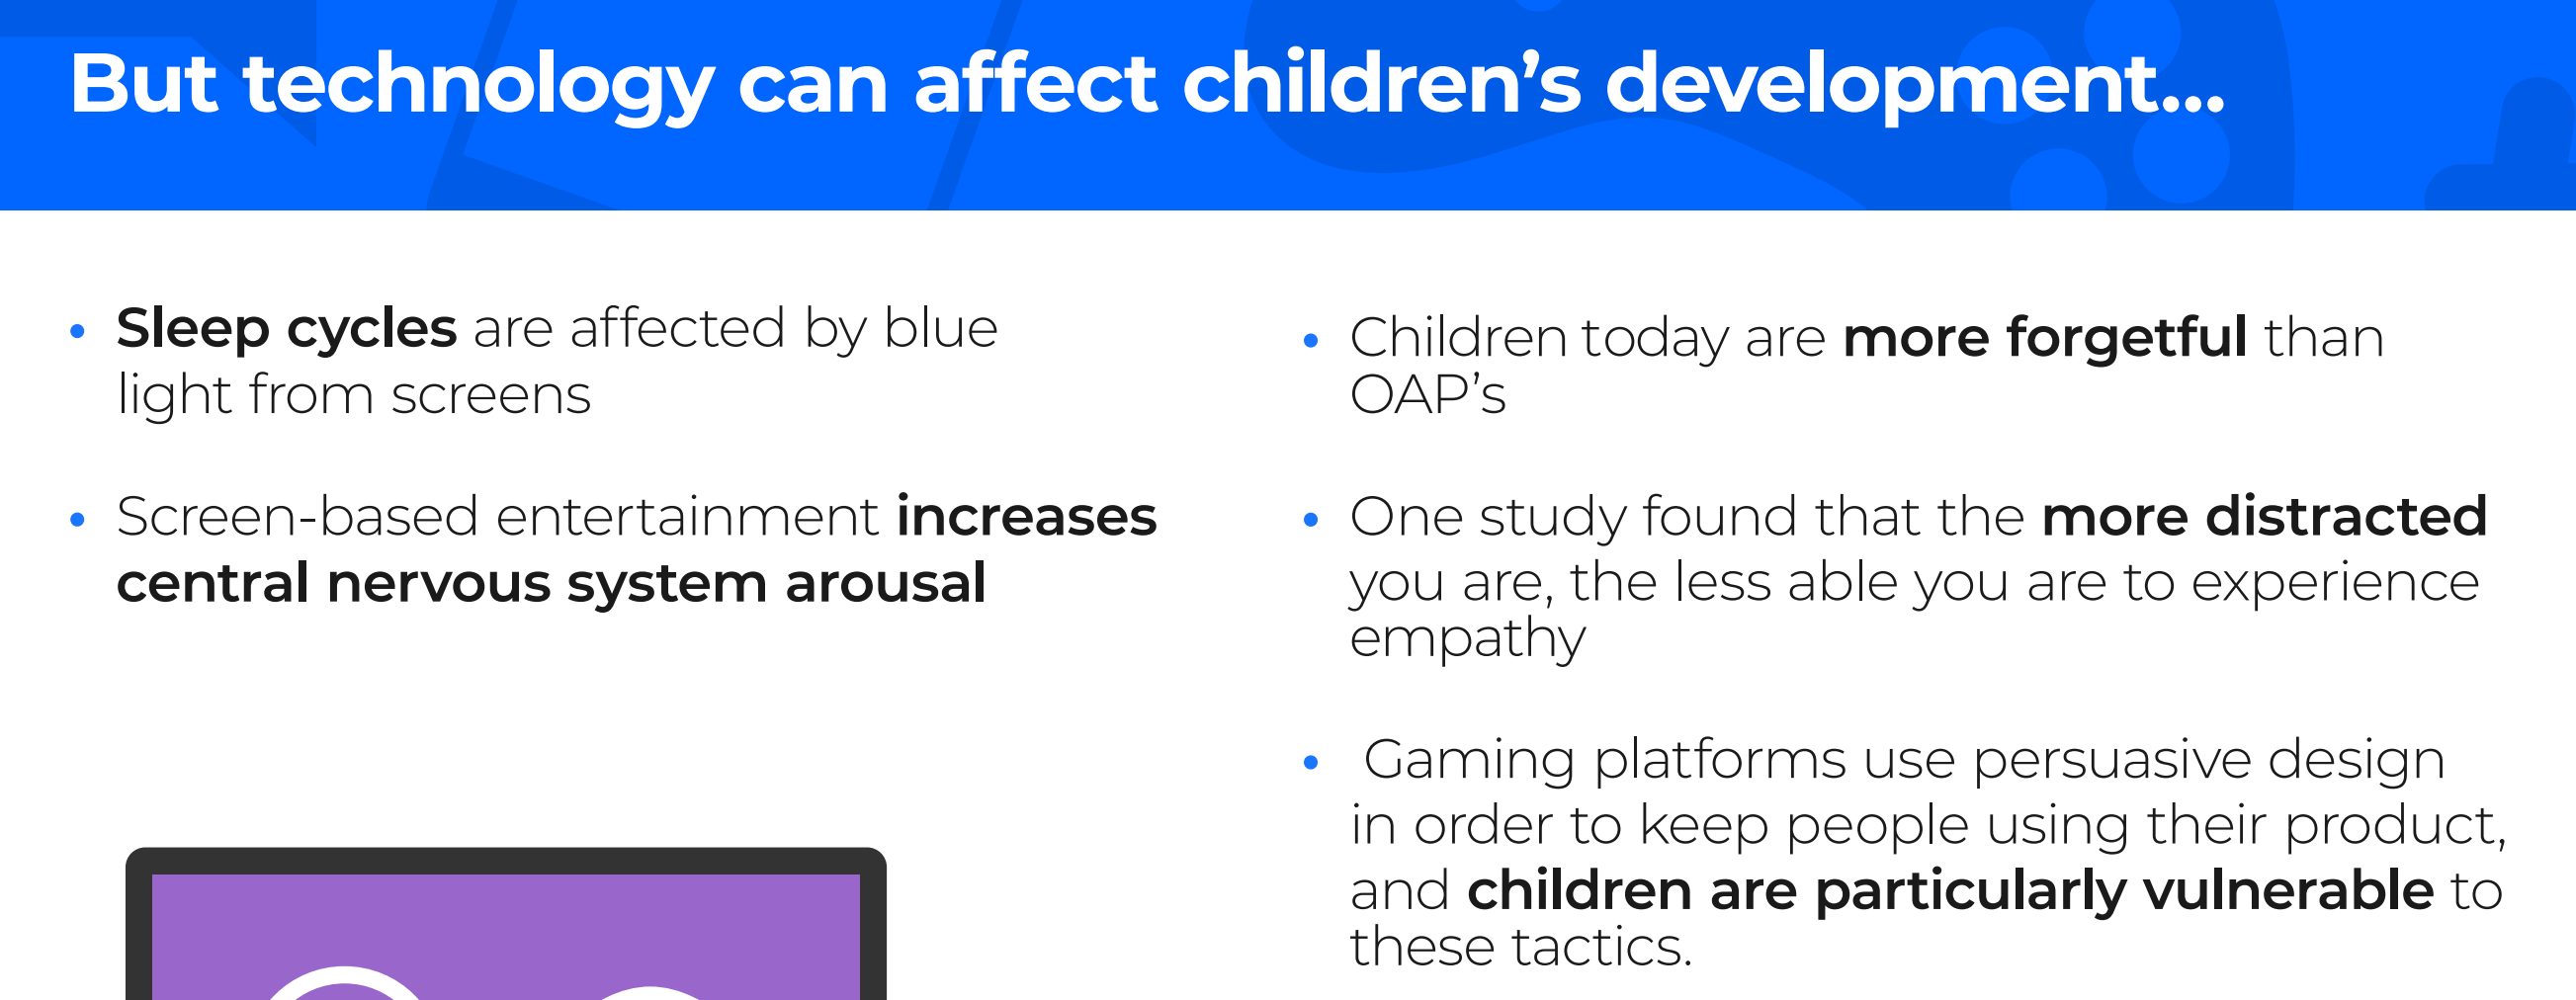 But technology can affect children’s development...
• Sleep cycles are affected by blue
light from screens
• Screen-based entertainment increases
central nervous system arousal
• Children today are more forgetful than
OAP’s
• One study found that the more distracted
you are, the less able you are to experience
empathy
• Gaming platforms use persuasive design
in order to keep people using their product,
and children are particularly vulnerable to
these tactics.